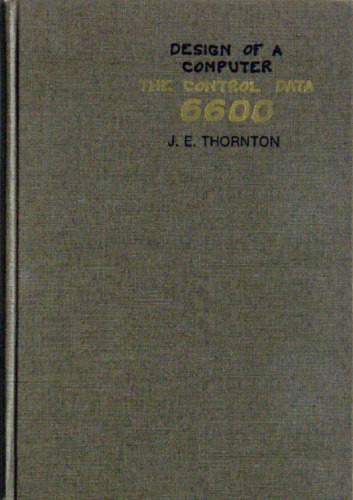 DESIGN OF A
COMPUTER
THE CONTROL DATA
6600
J. E. THORNTON